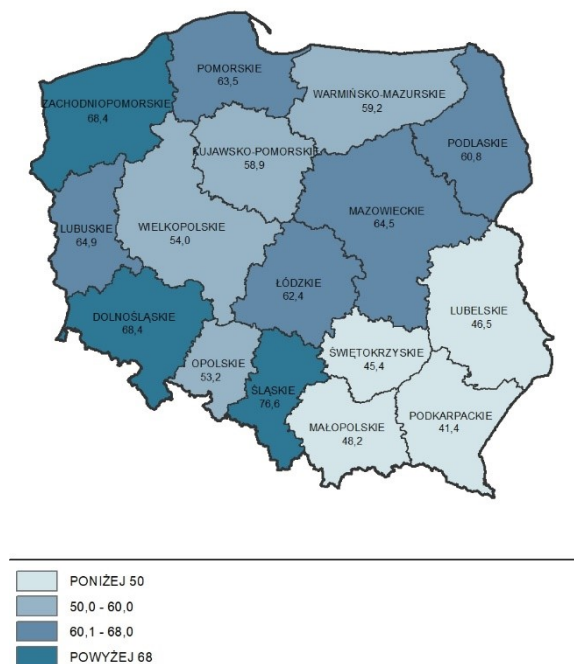 POMORSKIE
63,5
WARMIŃSKO-MAZURSKIE
59,2
ZACHODNIOPOMORSKIE
68,4
PODLASKIE
60,8
KUJAWSKO-POMORSKIE
58,9
MAZOWIECKIE
64,5
WIELKOPOLSKIE
54,0
LUBUSKIE
64,9
ŁÓDZKIE
62,4
LUBELSKIE
46,5
DOLNOŚLĄSKIE
68,4
ŚWIĘTOKRZYSKIE
45,4
OPOLSKIE
53,2
ŚLĄSKIE
76,6
PODKARPACKIE
41,4
MAŁOPOLSKIE
48,2
PONIŻEJ 50
50,0 - 60,0
60,1 - 68,0
POWYŻEJ 68